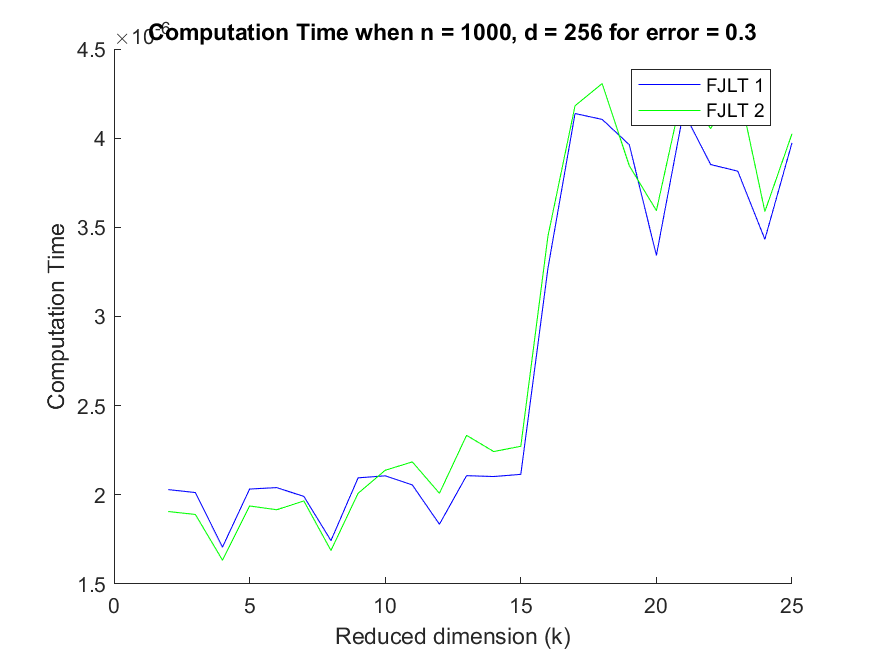 ×10-6
Computation Time when n = 1000, d = 256 for error = 0.3
4.5
4
3.5
3
2.5
2
1.5
Computation Time
FJLT 1
FJLT 2
0
5
10
15
20
25
Reduced dimension (k)